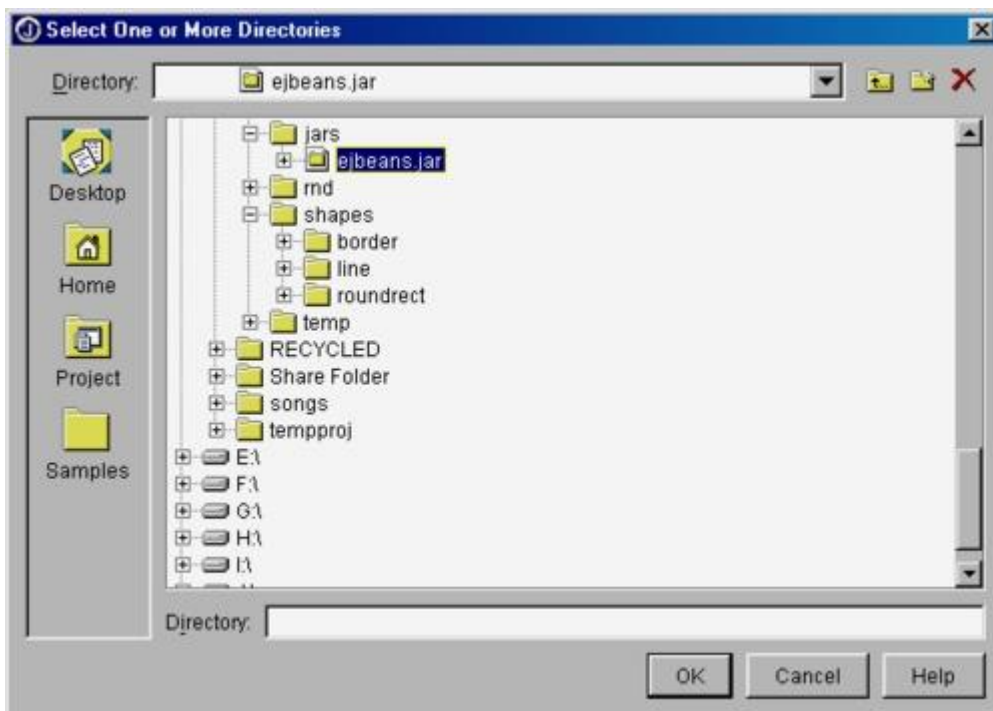 Select One or More Directories
Directory: ejbeans.jar
Desktop
Home
Project
Samples
jars
ejbeans.jar
rnd
shapes
border
line
roundrect
temp
RECYCLED
Share Folder
songs
tempproj
E:\
F:\
G:\
H:\
I:\
Directory:
OK Cancel Help